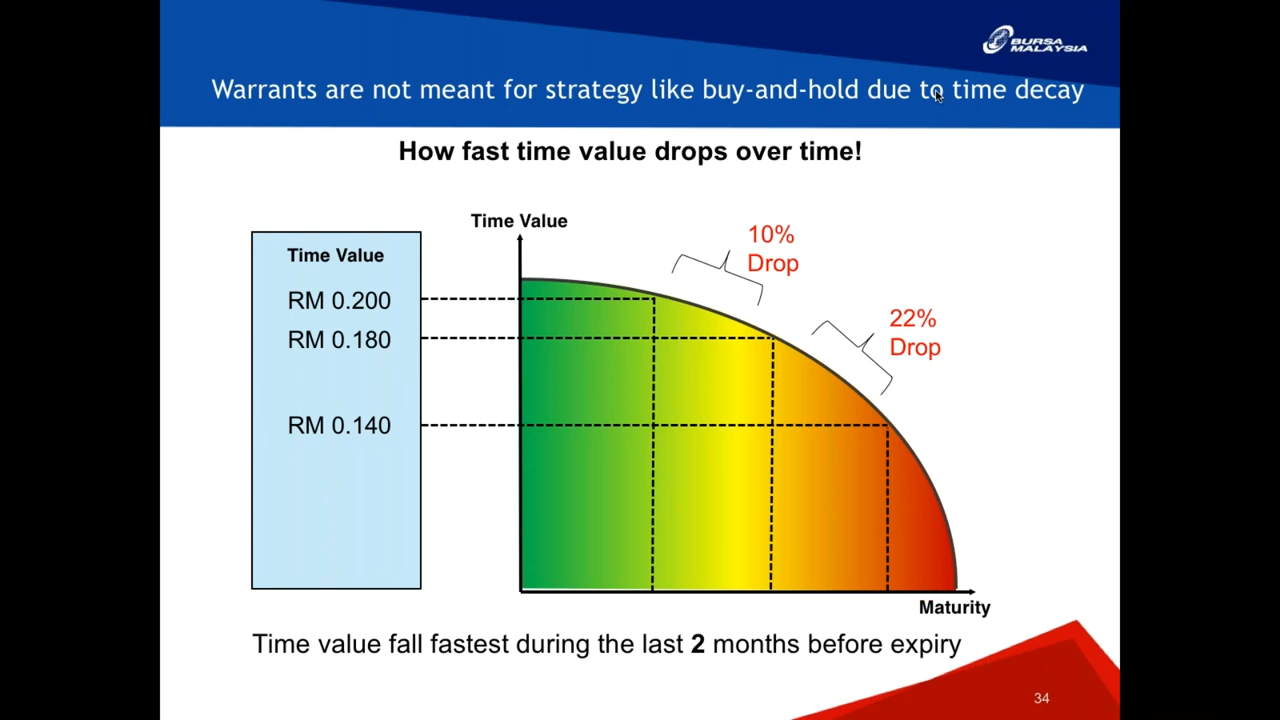 BURSA
MALAYSIA
Warrants are not meant for strategy like buy-and-hold due to time decay
How fast time value drops over time!
Time Value
Time Value
RM 0.200
RM 0.180
RM 0.140
10%
Drop
22%
Drop
Maturity
Time value fall fastest during the last 2 months before expiry
34